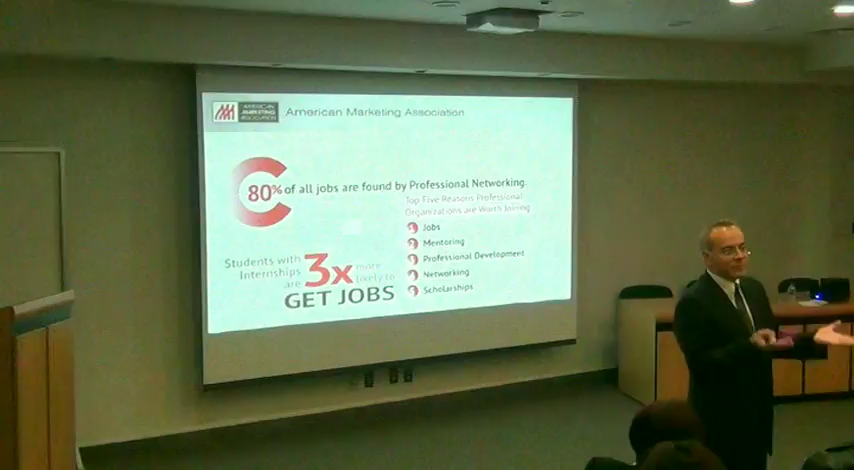 AMERICAN
MARKETING
ASSOCIATION
American Marketing Association
80% of all jobs are found by Professional Networking
Top Five Reasons Professional
Organizations are Worth Joining
Jobs
Mentoring
Professional Development
Networking
Scholarships
Students with
Internships
are
3x
more
likely to
GET JOBS